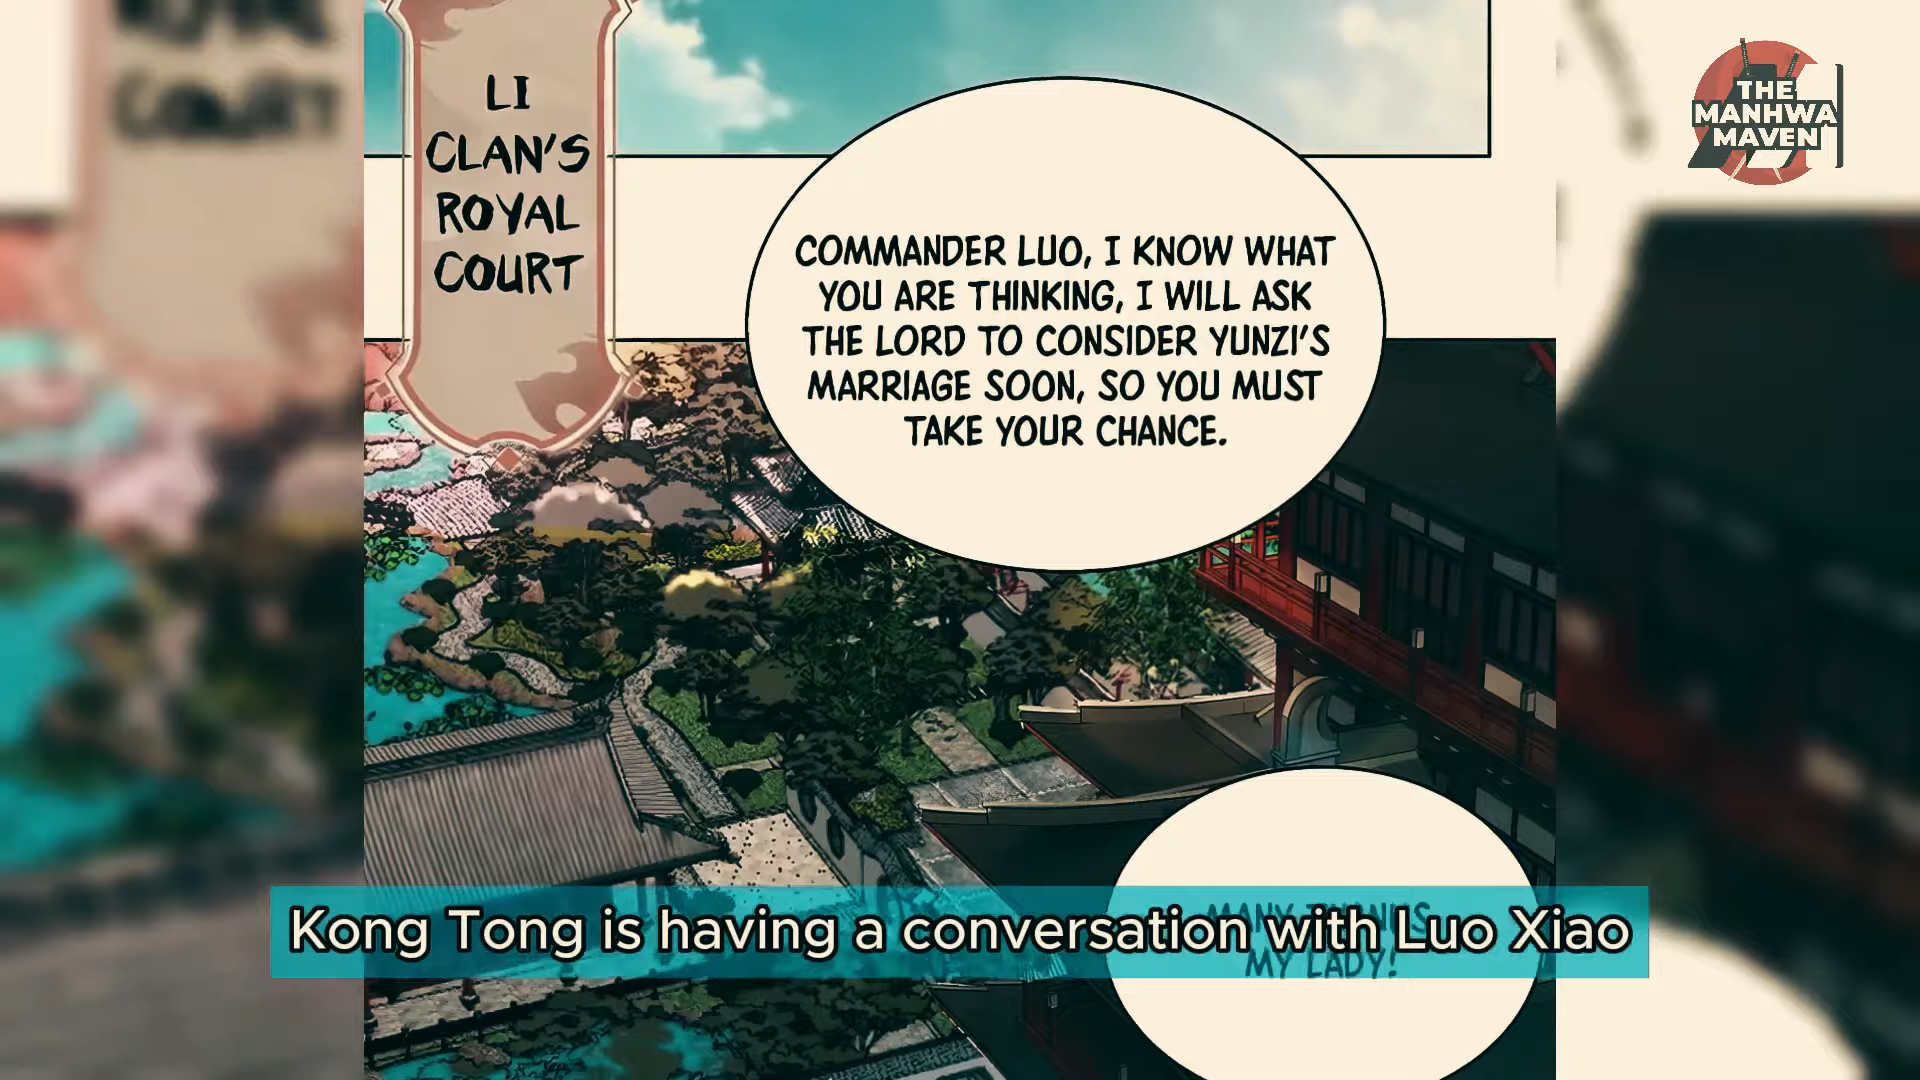 LI
CLAN'S
ROYAL
COURT
THE
MANHWA
MAVEN
COMMANDER LUO, I KNOW WHAT
YOU ARE THINKING, I WILL ASK
THE LORD TO CONSIDER YUNZI'S
MARRIAGE SOON, SO YOU MUST
TAKE YOUR CHANCE.
MANY THANKS
MY LADY!
Kong Tong is having a conversation with Luo Xiao